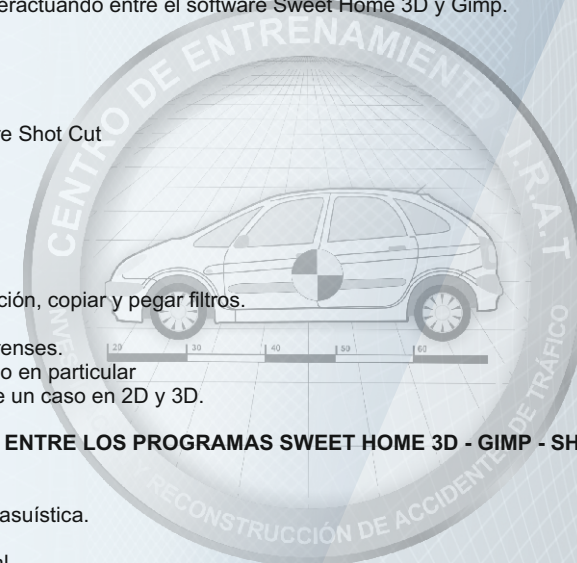 eractuando entre el software Sweet Home 3D y Gimp.
CENTRO DE ENTRENAMIENTO I.R.A.T
re Shot Cut
ción, copiar y pegar filtros.
20 30 40 50 60
renses.
o en particular
e un caso en 2D y 3D.
ENTRE LOS PROGRAMAS SWEET HOME 3D - GIMP - SH
Y RECONSTRUCCIÓN DE ACCIDENTES DE TRÁFICO
asuística.